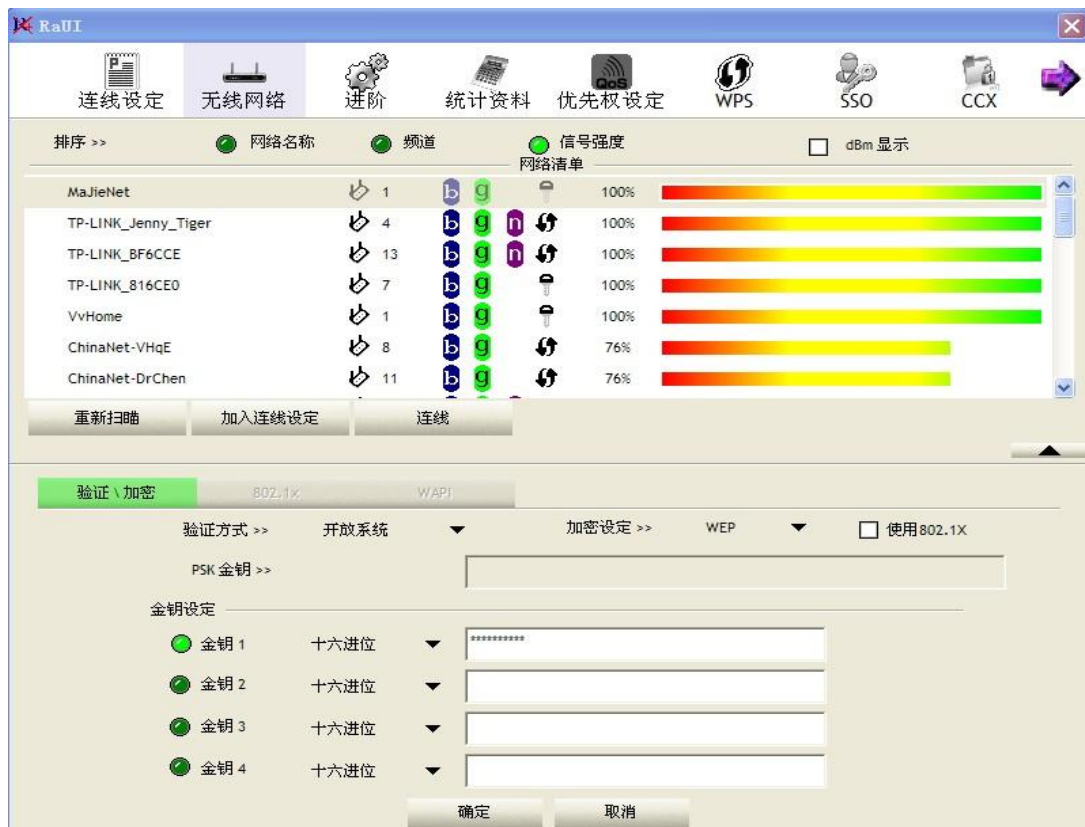 RaUI
连线设定 无线网络 进阶 统计资料 优先权设定 WPS SSO CCX
排序 >> 网络名称 频道 信号强度 dBm 显示
网络清单
MaJieNet 1 b g 100%
TP-LINK_Jenny_Tiger 4 b g n 100%
TP-LINK_BF6CCE 13 b g n 100%
TP-LINK_816CE0 7 b g 100%
VvHome 1 b g 100%
ChinaNet-VHqE 8 b g 76%
ChinaNet-DrChen 11 b g 76%
重新扫瞄 加入连线设定 连线
验证 \ 加密 802.1x WAPI
验证方式 >> 开放系统 加密设定 >> WEP 使用802.1X
PSK 金钥 >>
金钥设定
金钥 1 十六进位 **********
金钥 2 十六进位
金钥 3 十六进位
金钥 4 十六进位
确定 取消